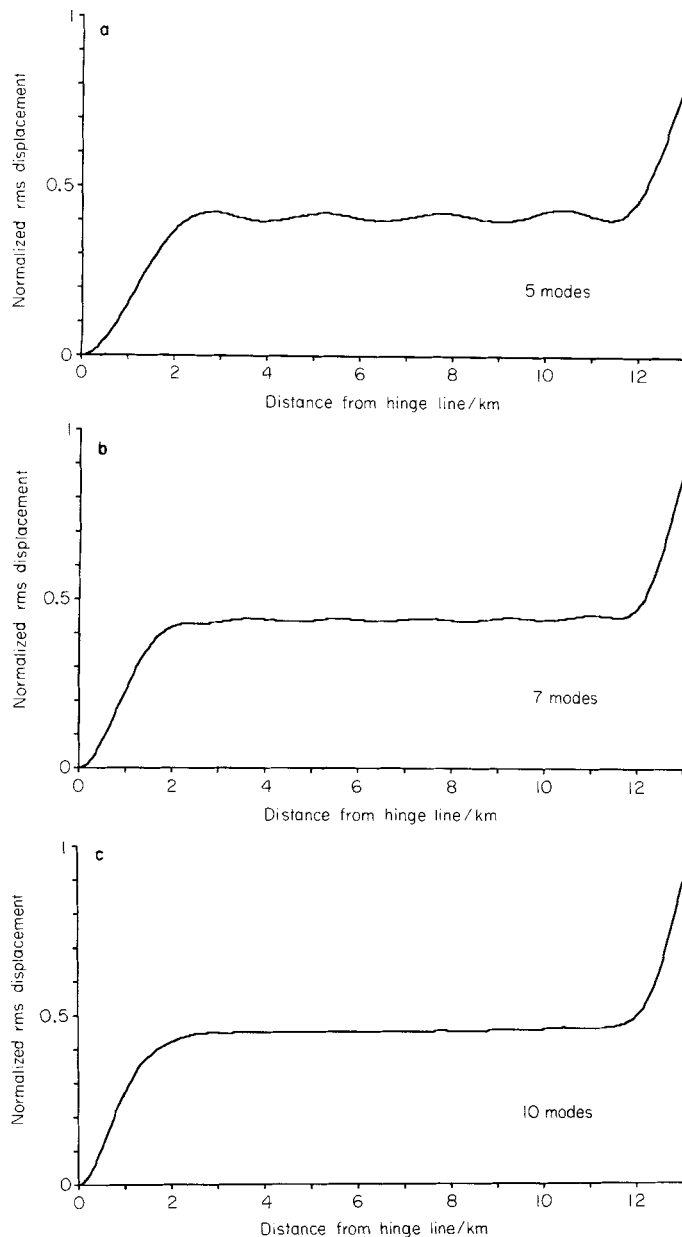 a
1
0.5
0
Normalized rms displacement
5 modes
0 2 4 6 8 10 12
Distance from hinge line/km
b
1
0.5
0
Normalized rms displacement
7 modes
0 2 4 6 8 10 12
Distance from hinge line/km
c
1
0.5
0
Normalized rms displacement
10 modes
0 2 4 6 8 10 12
Distance from hinge line/km